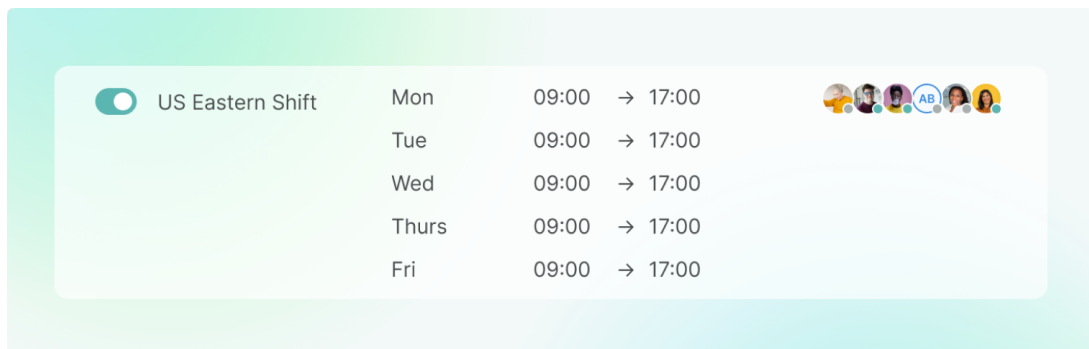 US Eastern Shift
Mon 09:00 → 17:00
AB
Tue 09:00 → 17:00
Wed 09:00 → 17:00
Thurs 09:00 → 17:00
Fri 09:00 → 17:00